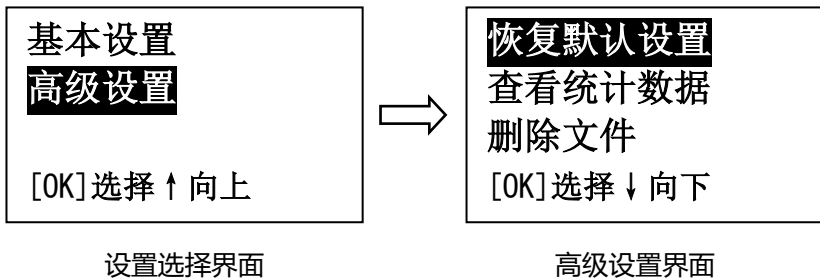 基本设置
高级设置
[OK]选择↑向上
设置选择界面
恢复默认设置
查看统计数据
删除文件
[OK]选择↓向下
高级设置界面